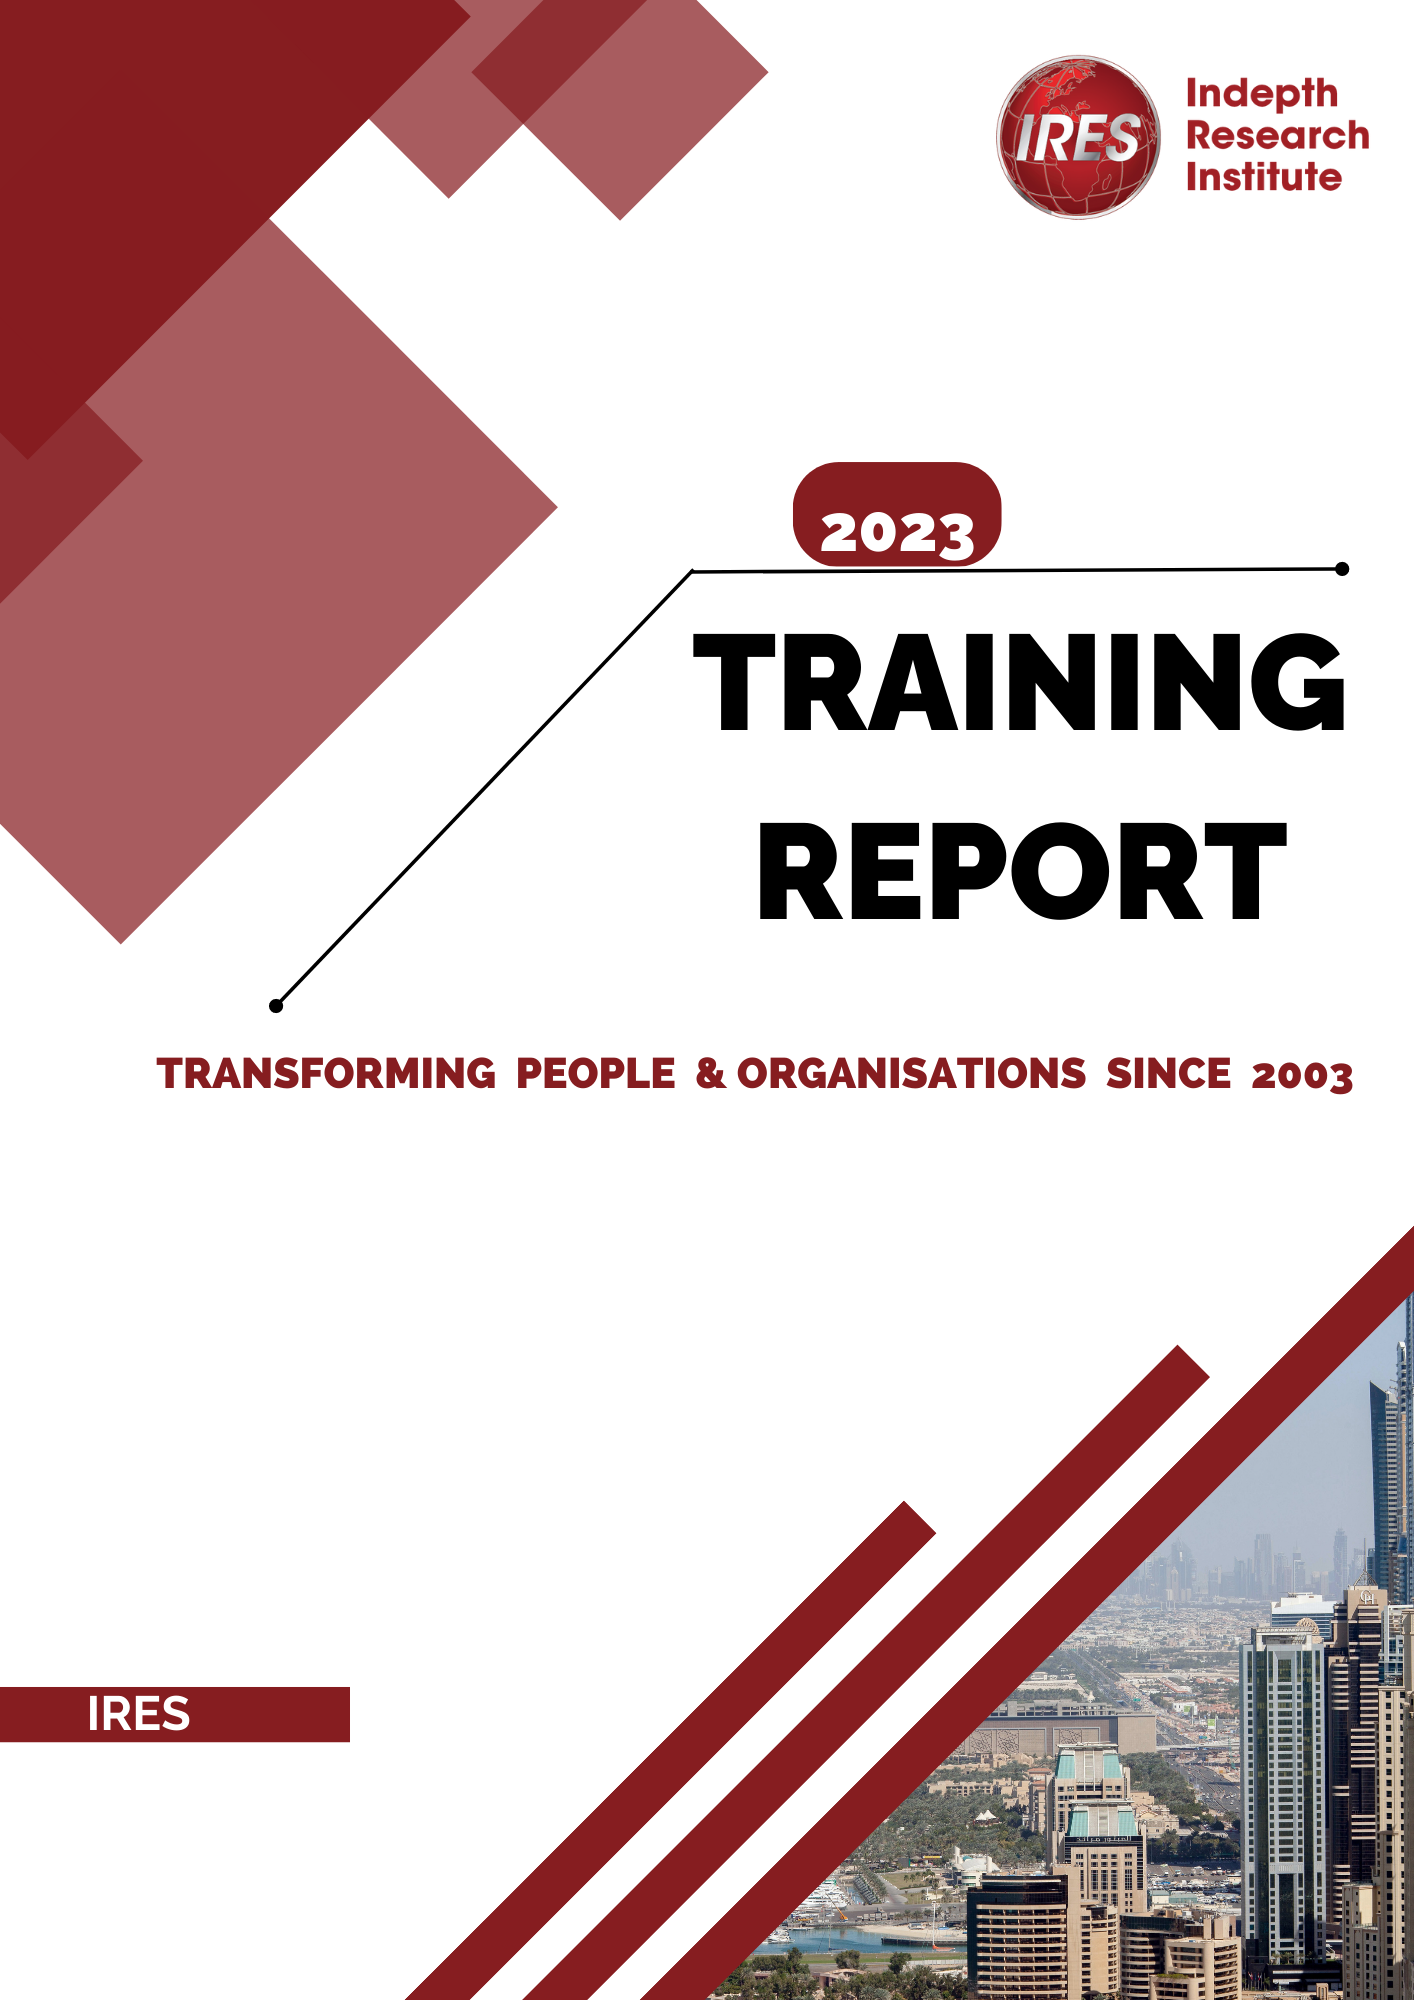 IRES
Indepth
Research
Institute
2023
TRAINING
REPORT
TRANSFORMING PEOPLE & ORGANISATIONS SINCE 2003
IRES